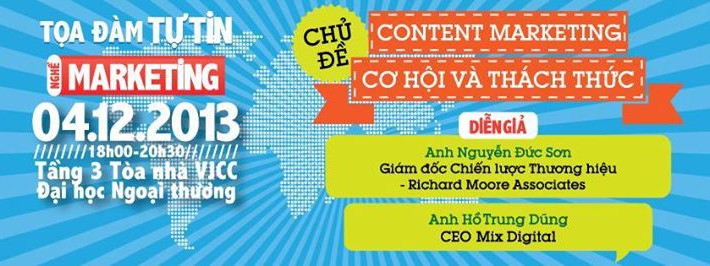 TỌA ĐÀM TỰ TIN
NGHỀ
MARKETING
04.12.2013
18h00-20h30
Tầng 3 Tòa nhà VJCC
Đại học Ngoại thương
CHỦ
ĐỀ
CONTENT MARKETING
CƠ HỘI VÀ THÁCH THỨC
DIỄN GIẢ
Anh Nguyễn Đức Sơn
Giám đốc Chiến lược Thương hiệu
- Richard Moore Associates
Anh Hồ Trung Dũng
CEO Mix Digital